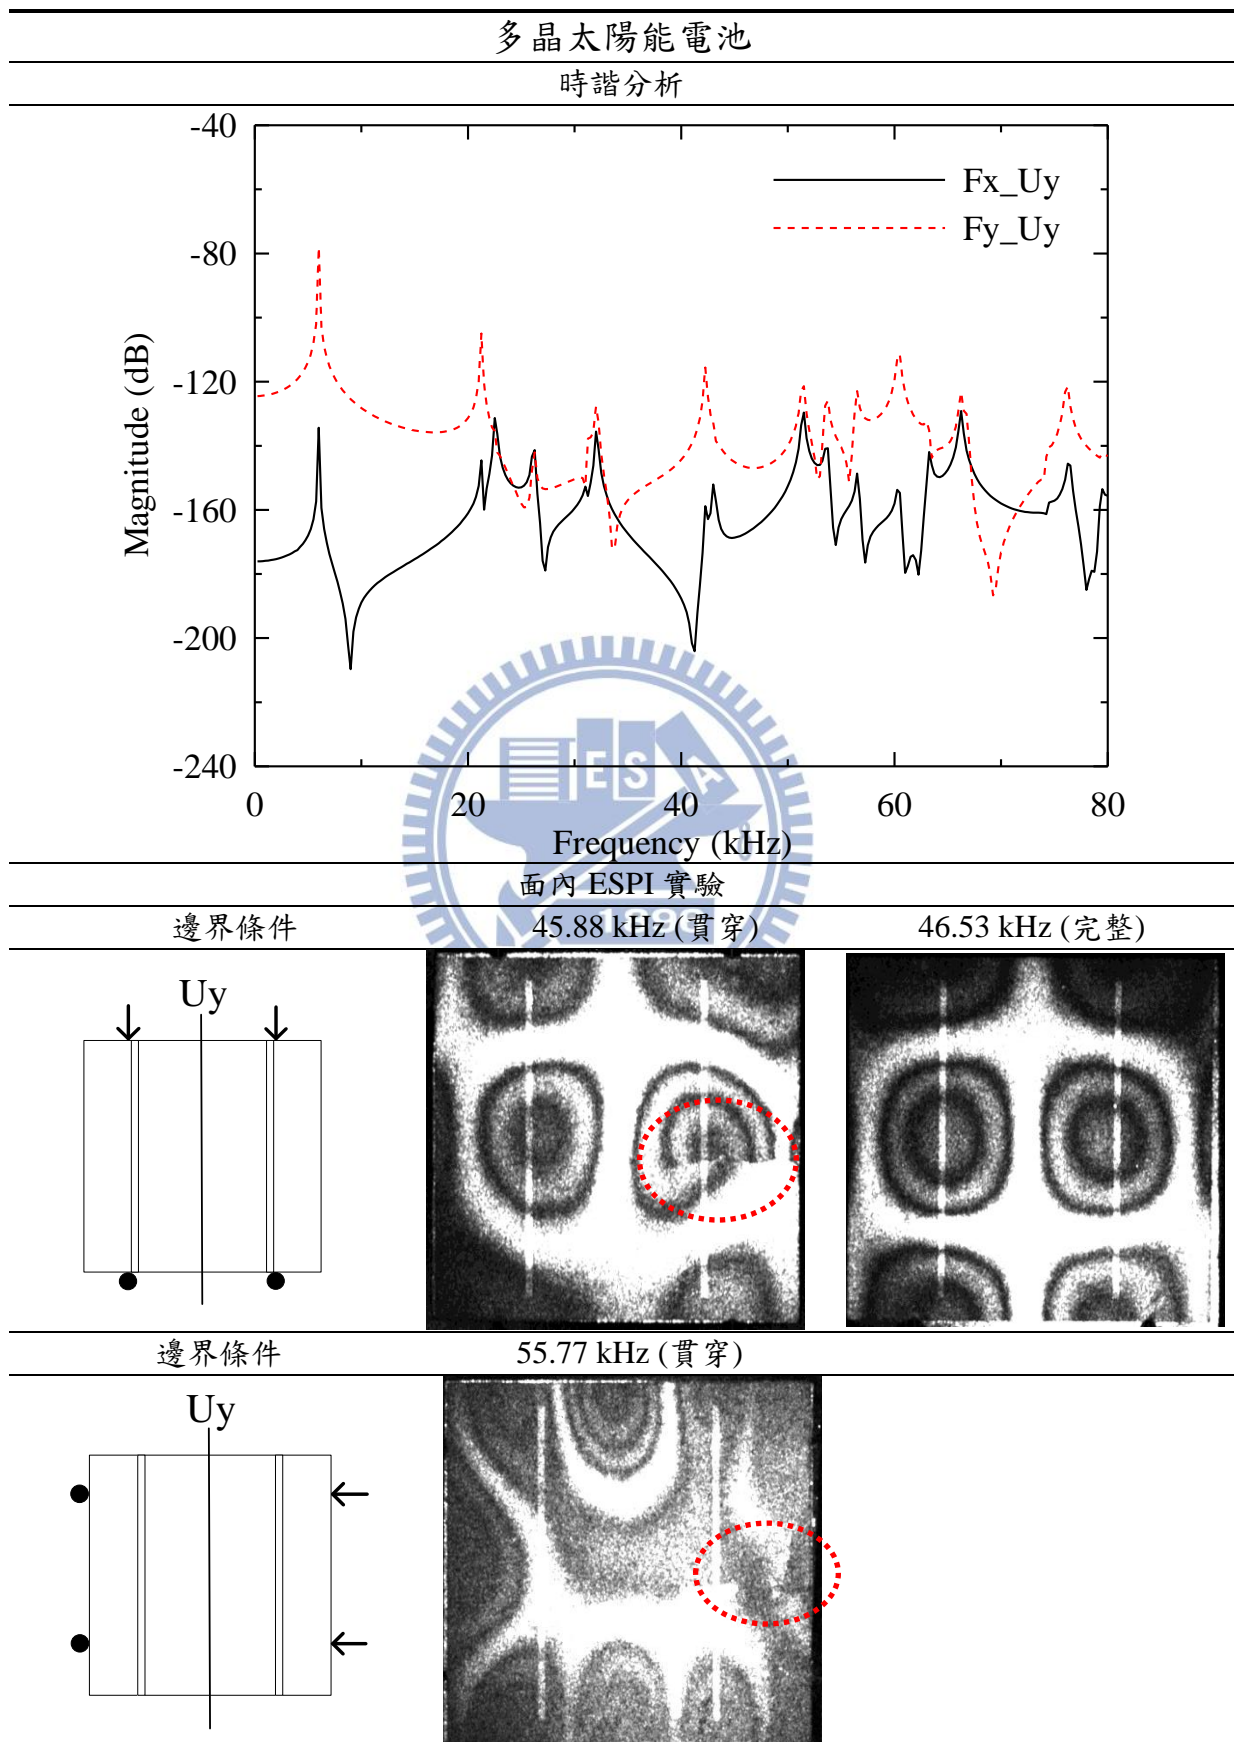 多晶太陽能電池
時諧分析
-40
-80
-120
-160
-200
-240
Magnitude (dB)
Fx_Uy
Fy_Uy
0 20 40 60 80
Frequency (kHz)
ES A
1896
面內 ESPI 實驗
邊界條件 45.88 kHz (貫穿) 46.53 kHz (完整)
Uy
邊界條件 55.77 kHz (貫穿)
Uy